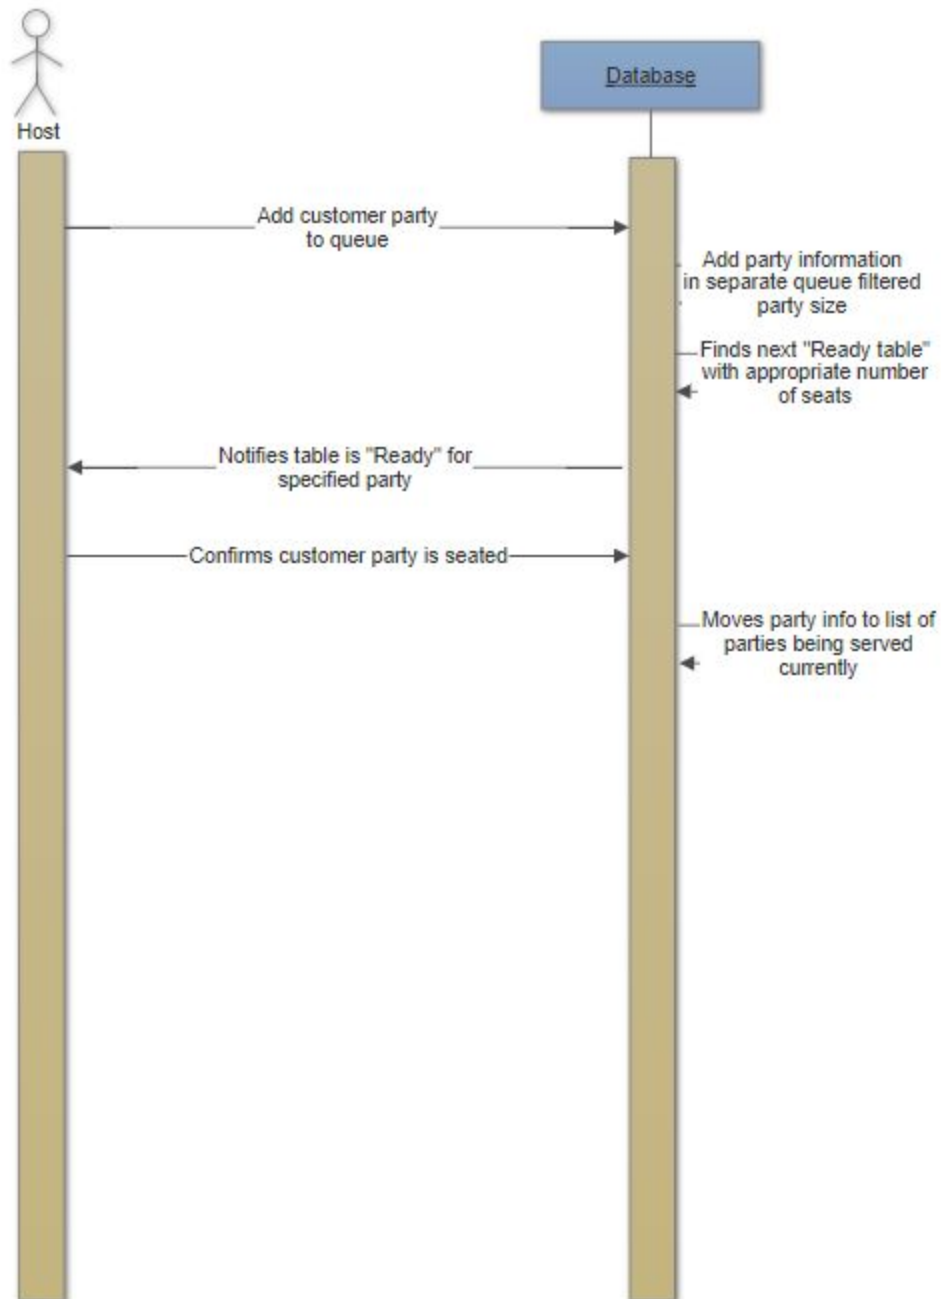 Database
Host
Add customer party
to queue
Add party information
in separate queue filtered
party size
Finds next "Ready table"
with appropriate number
of seats
Notifies table is "Ready" for
specified party
Confirms customer party is seated
Moves party info to list of
parties being served
currently